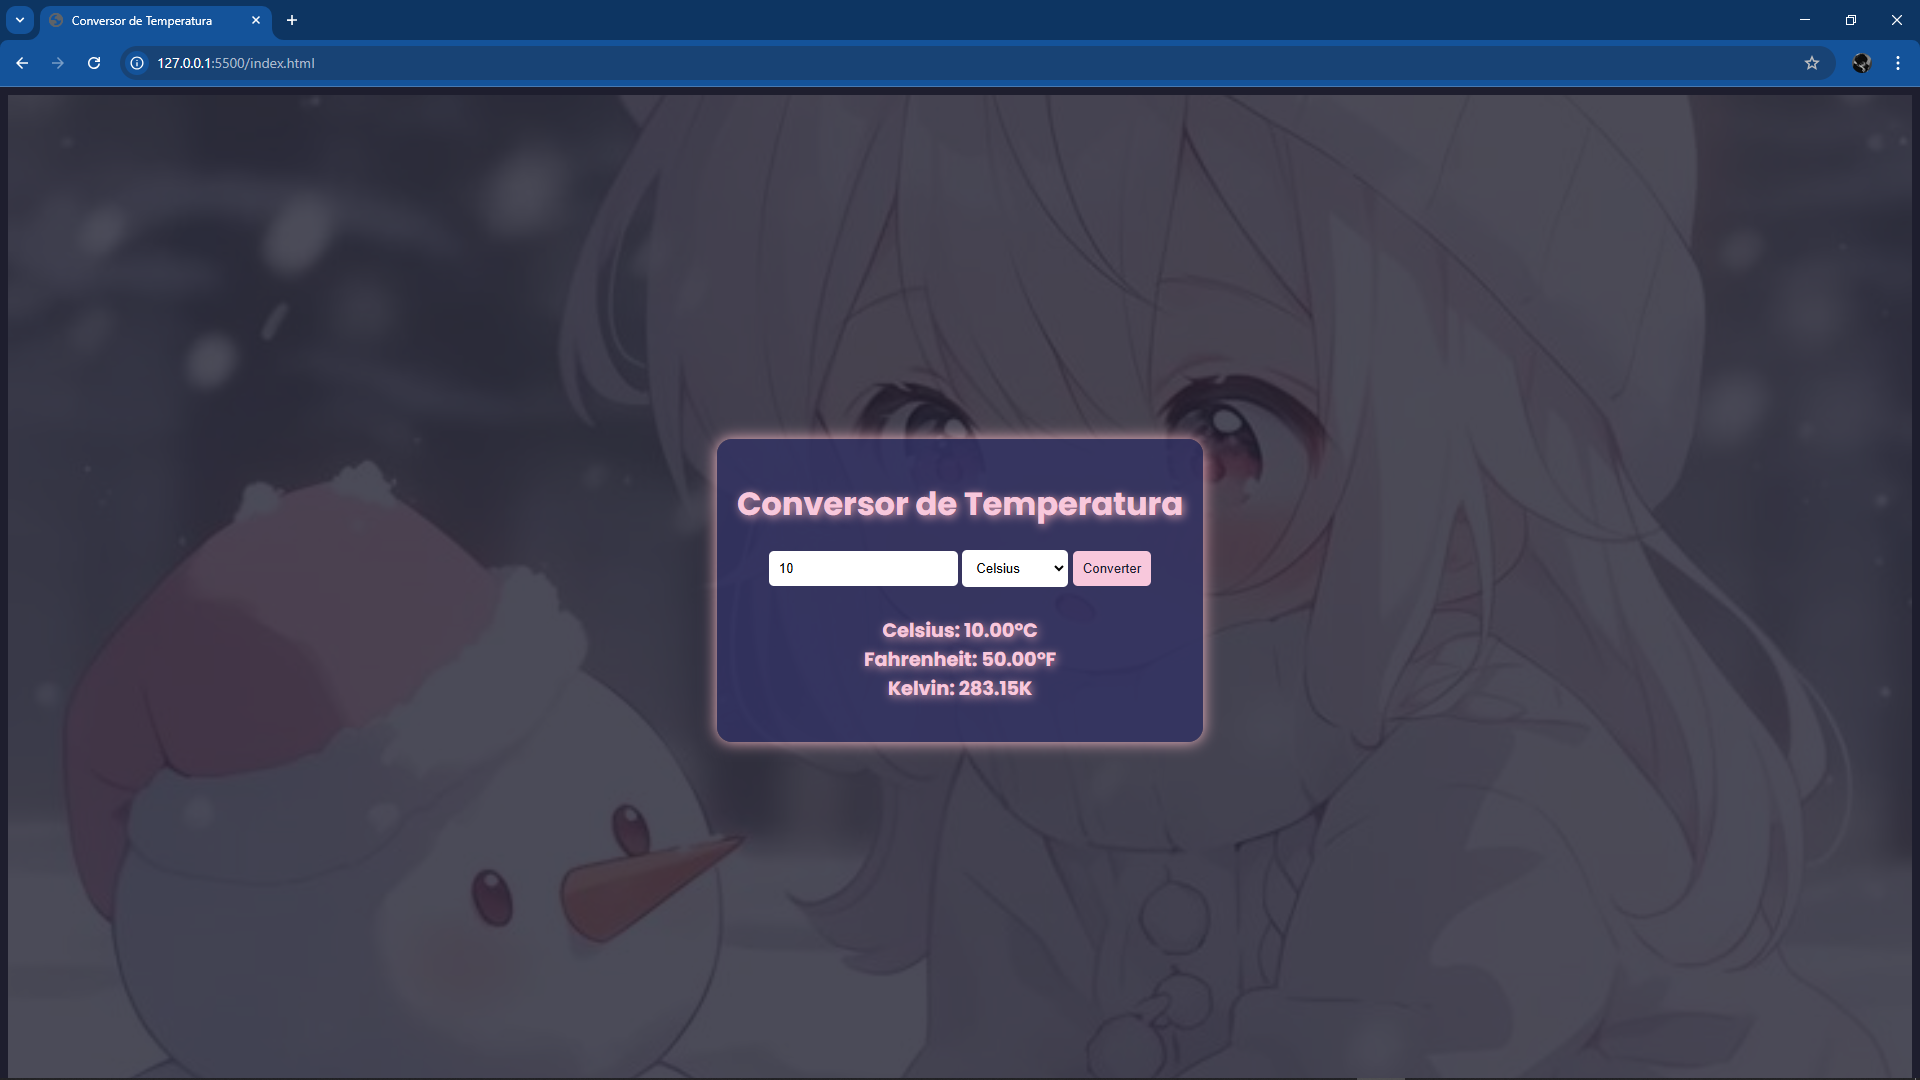 Conversor de Temperatura
127.0.0.1:5500/index.html
Conversor de Temperatura
10 Celsius Converter
Celsius: 10.00°C
Fahrenheit: 50.00°F
Kelvin: 283.15K